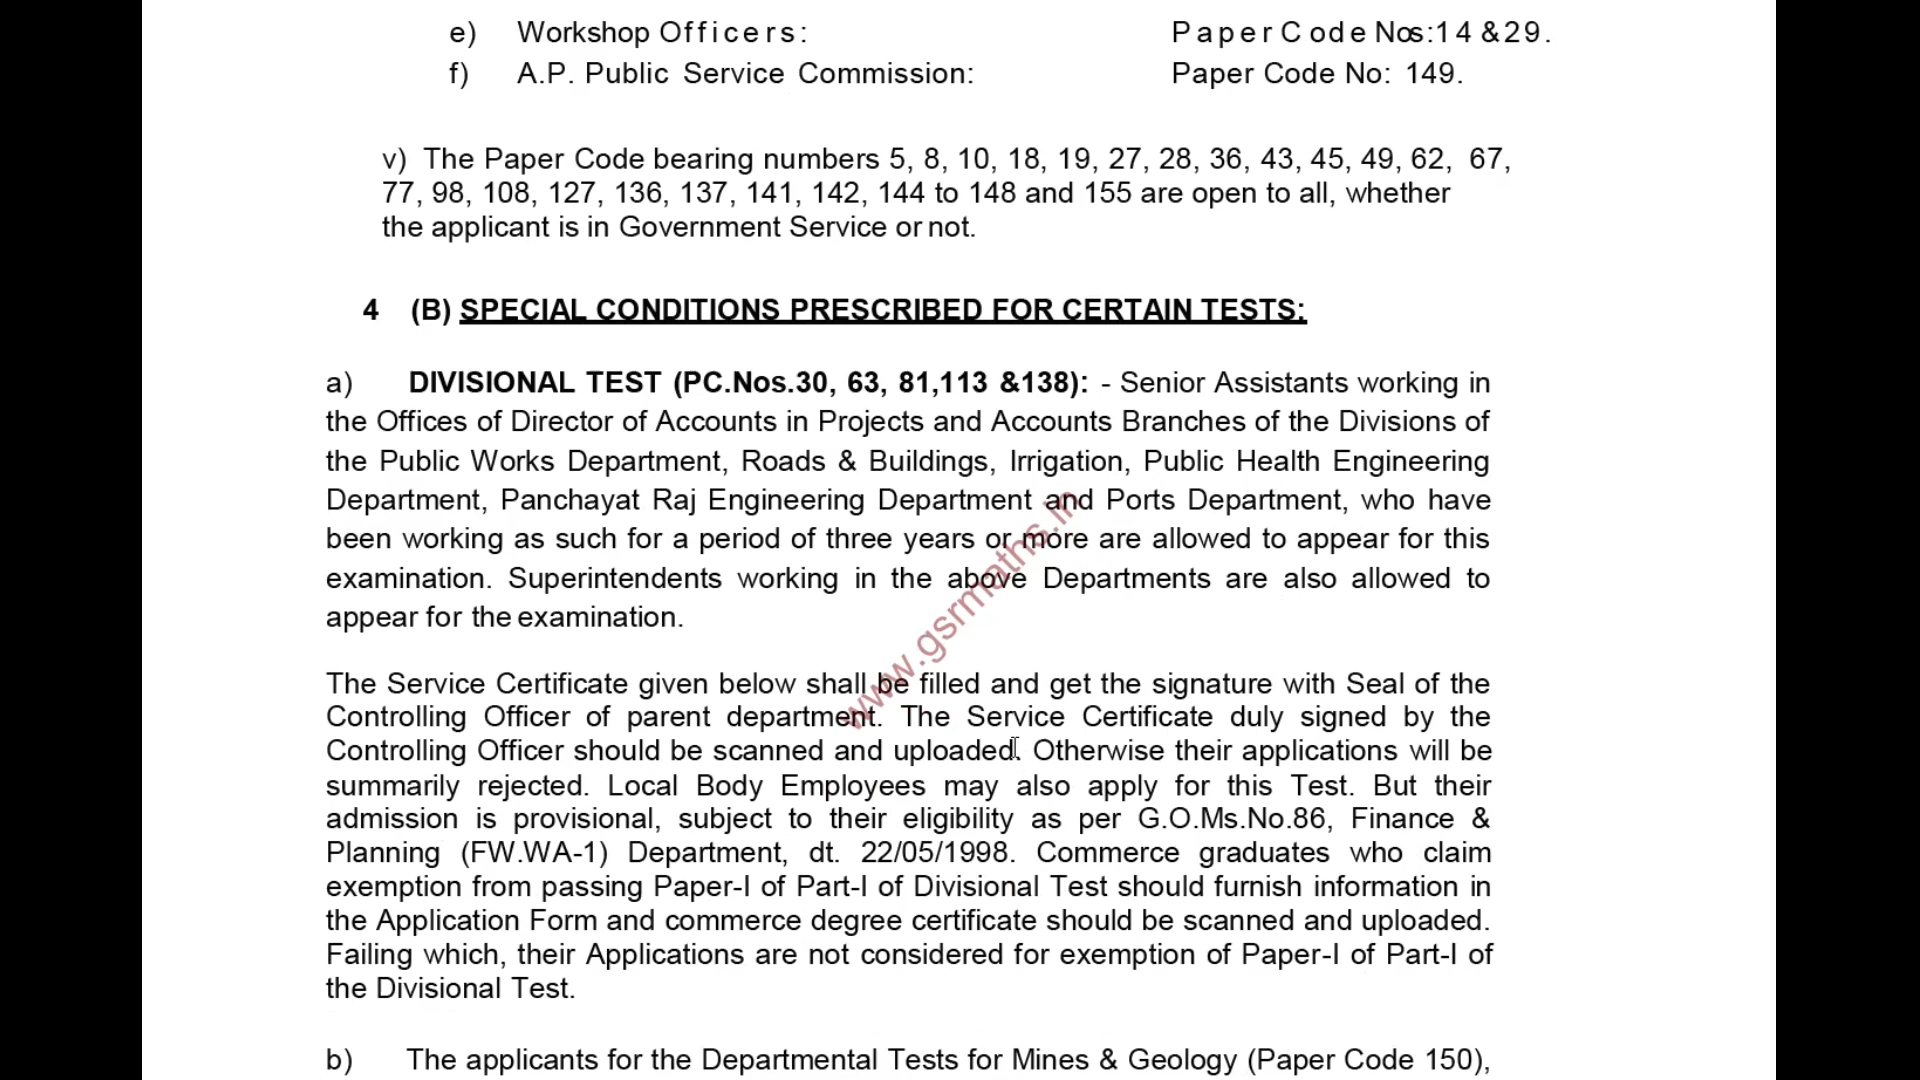 e) Workshop Officers: Paper Code Nos:14 &29.
f) A.P. Public Service Commission: Paper Code No: 149.
v) The Paper Code bearing numbers 5, 8, 10, 18, 19, 27, 28, 36, 43, 45, 49, 62, 67,
77, 98, 108, 127, 136, 137, 141, 142, 144 to 148 and 155 are open to all, whether
the applicant is in Government Service or not.
4 (B) SPECIAL CONDITIONS PRESCRIBED FOR CERTAIN TESTS:
a) DIVISIONAL TEST (PC.Nos.30, 63, 81,113 &138): - Senior Assistants working in
the Offices of Director of Accounts in Projects and Accounts Branches of the Divisions of
the Public Works Department, Roads & Buildings, Irrigation, Public Health Engineering
Department, Panchayat Raj Engineering Department and Ports Department, who have
been working as such for a period of three years or more are allowed to appear for this
examination. Superintendents working in the above Departments are also allowed to
appear for the examination.
The Service Certificate given below shall be filled and get the signature with Seal of the
Controlling Officer of parent department. The Service Certificate duly signed by the
Controlling Officer should be scanned and uploaded. Otherwise their applications will be
summarily rejected. Local Body Employees may also apply for this Test. But their
admission is provisional, subject to their eligibility as per G.O.Ms.No.86, Finance &
Planning (FW.WA-1) Department, dt. 22/05/1998. Commerce graduates who claim
exemption from passing Paper-I of Part-I of Divisional Test should furnish information in
the Application Form and commerce degree certificate should be scanned and uploaded.
Failing which, their Applications are not considered for exemption of Paper-I of Part-I of
the Divisional Test.
b) The applicants for the Departmental Tests for Mines & Geology (Paper Code 150),
www.gsrmaths.in